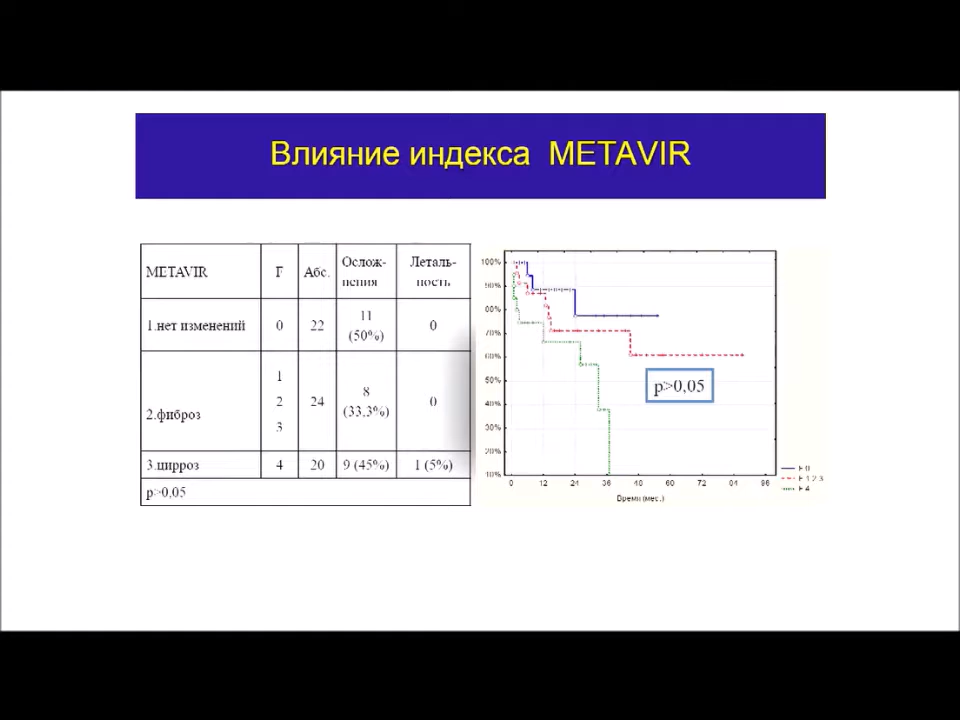 Влияние индекса METAVIR
METAVIR F Абс. Ослож- Леталь-
нения ность
1.нет изменений 0 22 11 (50%) 0
2.фиброз 1 2 3 24 8 (33,3%) 0
3.цирроз 4 20 9 (45%) 1 (5%)
p>0,05
100%
90%
80%
70%
60%
50%
40%
30%
20%
10%
p>0,05
0 12 24 36 48 60 72 84 96
Время (мес.)
F 0
F 1 2 3
F 4